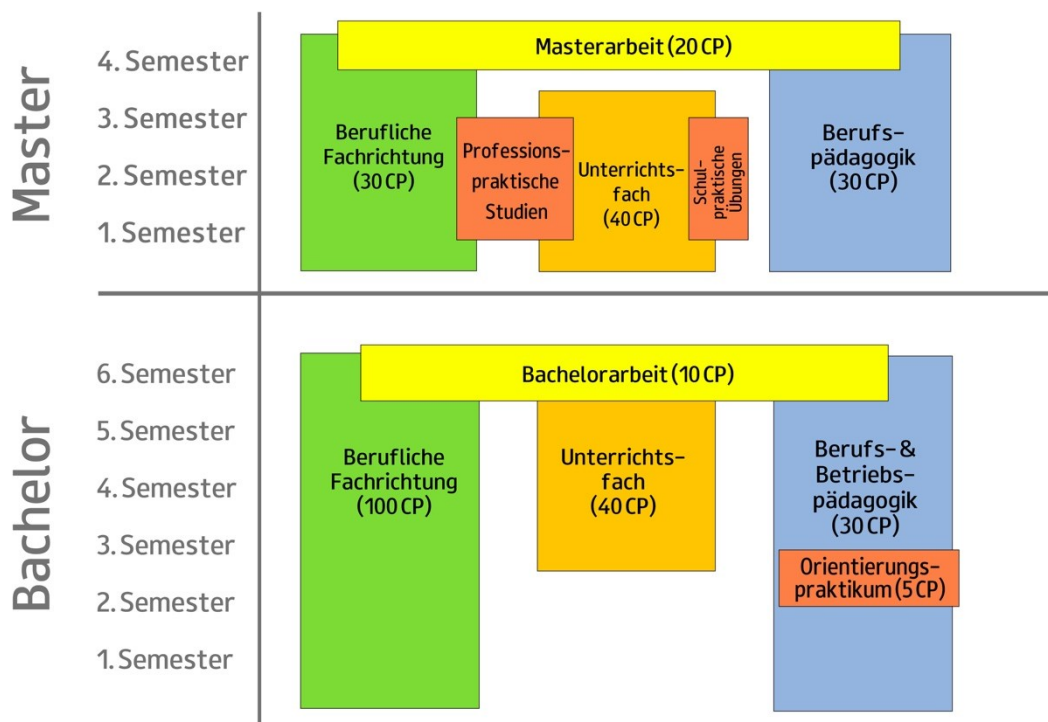 Master
4. Semester
3. Semester
2. Semester
1. Semester
Masterarbeit (20 CP)
Berufliche
Fachrichtung
(30 CP)
Professions-
praktische
Studien
Unterrichts-
fach
(40 CP)
Schul-
praktische
Übungen
Berufs-
pädagogik
(30 CP)
Bachelor
6. Semester
5. Semester
4. Semester
3. Semester
2. Semester
1. Semester
Bachelorarbeit (10 CP)
Berufliche
Fachrichtung
(100 CP)
Unterrichts-
fach
(40 CP)
Berufs- &
Betriebs-
pädagogik
(30 CP)
Orientierungs-
praktikum (5 CP)